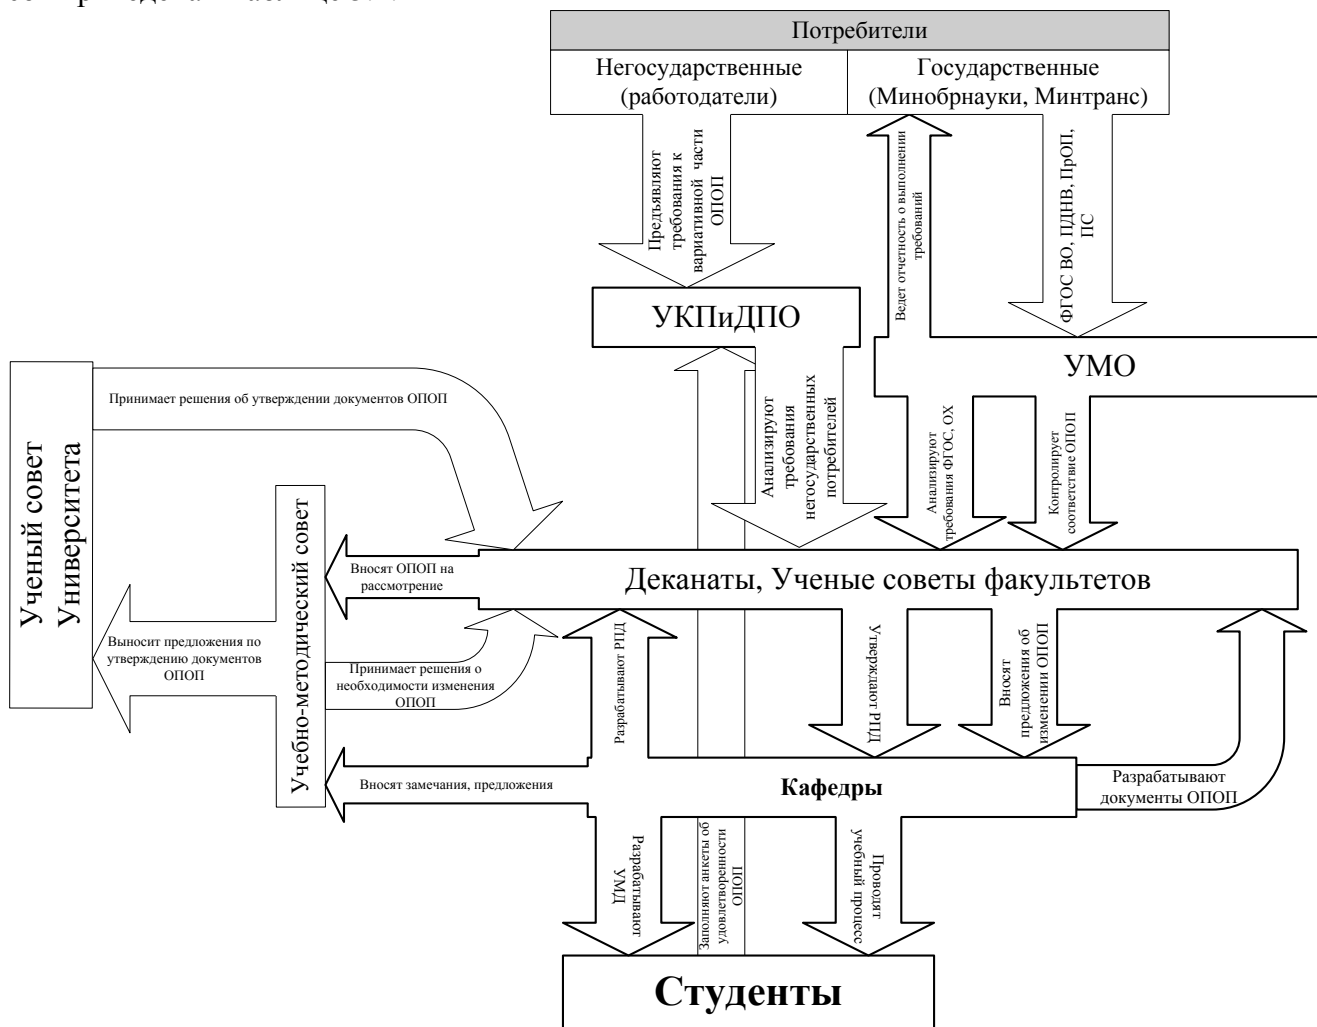 Потребители
Негосударственные
(работодатели)
Государственные
(Минобрнауки, Минтранс)
Предъявляют
требования к
вариативной части
ОПОП
Ведет отчетность о выполнении
требований
ФГОС ВО, ПДНВ, ПрОП,
ПС
УКПиДПО
УМО
Ученый совет
Университета
Принимает решения об утверждении документов ОПОП
Анализируют
требования
негосударственных
потребителей
Анализируют
требования ФГОС, ОХ
Контролирует
соответствие ОПОП
Учебно-методический совет
Вносят ОПОП на
рассмотрение
Деканаты, Ученые советы факультетов
Выносит предложения по
утверждению документов
ОПОП
Принимает решения о
необходимости изменения
ОПОП
Разрабатывают РПД
Утверждают РПД
Вносят
предложения об
изменении ОПОП
Вносят замечания, предложения
Кафедры
Разрабатывают
документы ОПОП
Разрабатывают
УМД
Заполняют анкеты об
удовлетворенности
ОПОП
Проводят
учебный процесс
Студенты